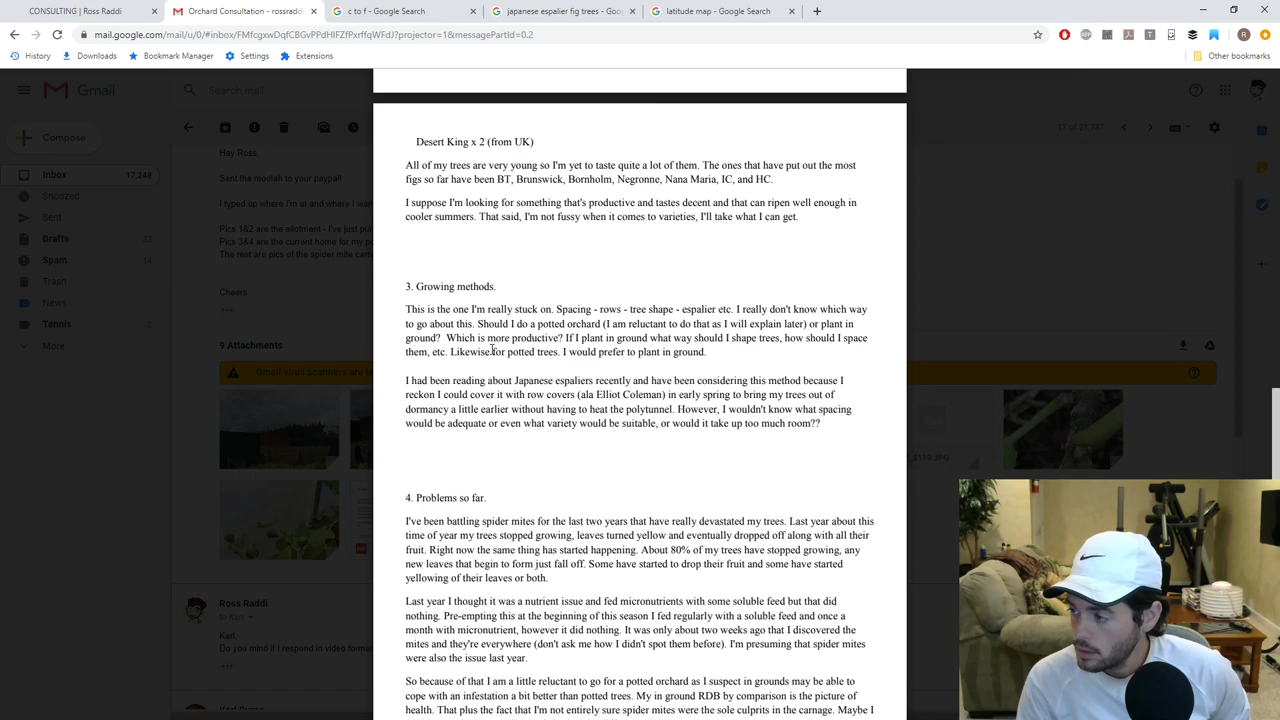 CONSULTING | Ross Raddi
Orchard Consultation - rossradd
c to f - Google Search
japanese espalier fig trees - Goo
latitude map - Google Search
mail.google.com/mail/u/0/#inbox/FMfcgxwDqfCBGvPPdHlFZfPxrffqWFdJ?projector=1&messagePartId=0.2
History
Downloads
Bookmark Manager
Settings
Extensions
Other bookmarks
Gmail
Search mail
Compose
17 of 21,737
Inbox
17,248
Snoozed
Sent
Drafts
Spam
14
Trash
News
Tennis
2
More
Hey Ross,
Sent the moolah to your paypal!
I typed up where I'm at and where I want
Pics 1&2 are the allotment - I've just pu
Pics 3&4 are the current home for my po
The rest are pics of the spider mite carn
Cheers
9 Attachments
Gmail virus scanners are te
Ross Raddi
to Karl
Karl,
Do you mind if I respond in video format
Desert King x 2 (from UK)
All of my trees are very young so I'm yet to taste quite a lot of them. The ones that have put out the most
figs so far have been BT, Brunswick, Bornholm, Negronne, Nana Maria, IC, and HC.
I suppose I'm looking for something that's productive and tastes decent and that can ripen well enough in
cooler summers. That said, I'm not fussy when it comes to varieties, I'll take what I can get.
3. Growing methods.
This is the one I'm really stuck on. Spacing - rows - tree shape - espalier etc. I really don't know which way
to go about this. Should I do a potted orchard (I am reluctant to do that as I will explain later) or plant in
ground? Which is more productive? If I plant in ground what way should I shape trees, how should I space
them, etc. Likewise for potted trees. I would prefer to plant in ground.
I had been reading about Japanese espaliers recently and have been considering this method because I
reckon I could cover it with row covers (ala Elliot Coleman) in early spring to bring my trees out of
dormancy a little earlier without having to heat the polytunnel. However, I wouldn't know what spacing
would be adequate or even what variety would be suitable, or would it take up too much room??
4. Problems so far.
I've been battling spider mites for the last two years that have really devastated my trees. Last year about this
time of year my trees stopped growing, leaves turned yellow and eventually dropped off along with all their
fruit. Right now the same thing has started happening. About 80% of my trees have stopped growing, any
new leaves that begin to form just fall off. Some have started to drop their fruit and some have started
yellowing of their leaves or both.
Last year I thought it was a nutrient issue and fed micronutrients with some soluble feed but that did
nothing. Pre-empting this at the beginning of this season I fed regularly with a soluble feed and once a
month with micronutrient, however it did nothing. It was only about two weeks ago that I discovered the
mites and they're everywhere (don't ask me how I didn't spot them before). I'm presuming that spider mites
were also the issue last year.
So because of that I am a little reluctant to go for a potted orchard as I suspect in grounds may be able to
cope with an infestation a bit better than potted trees. My in ground RDB by comparison is the picture of
health. That plus the fact that I'm not entirely sure spider mites were the sole culprits in the carnage. Maybe I